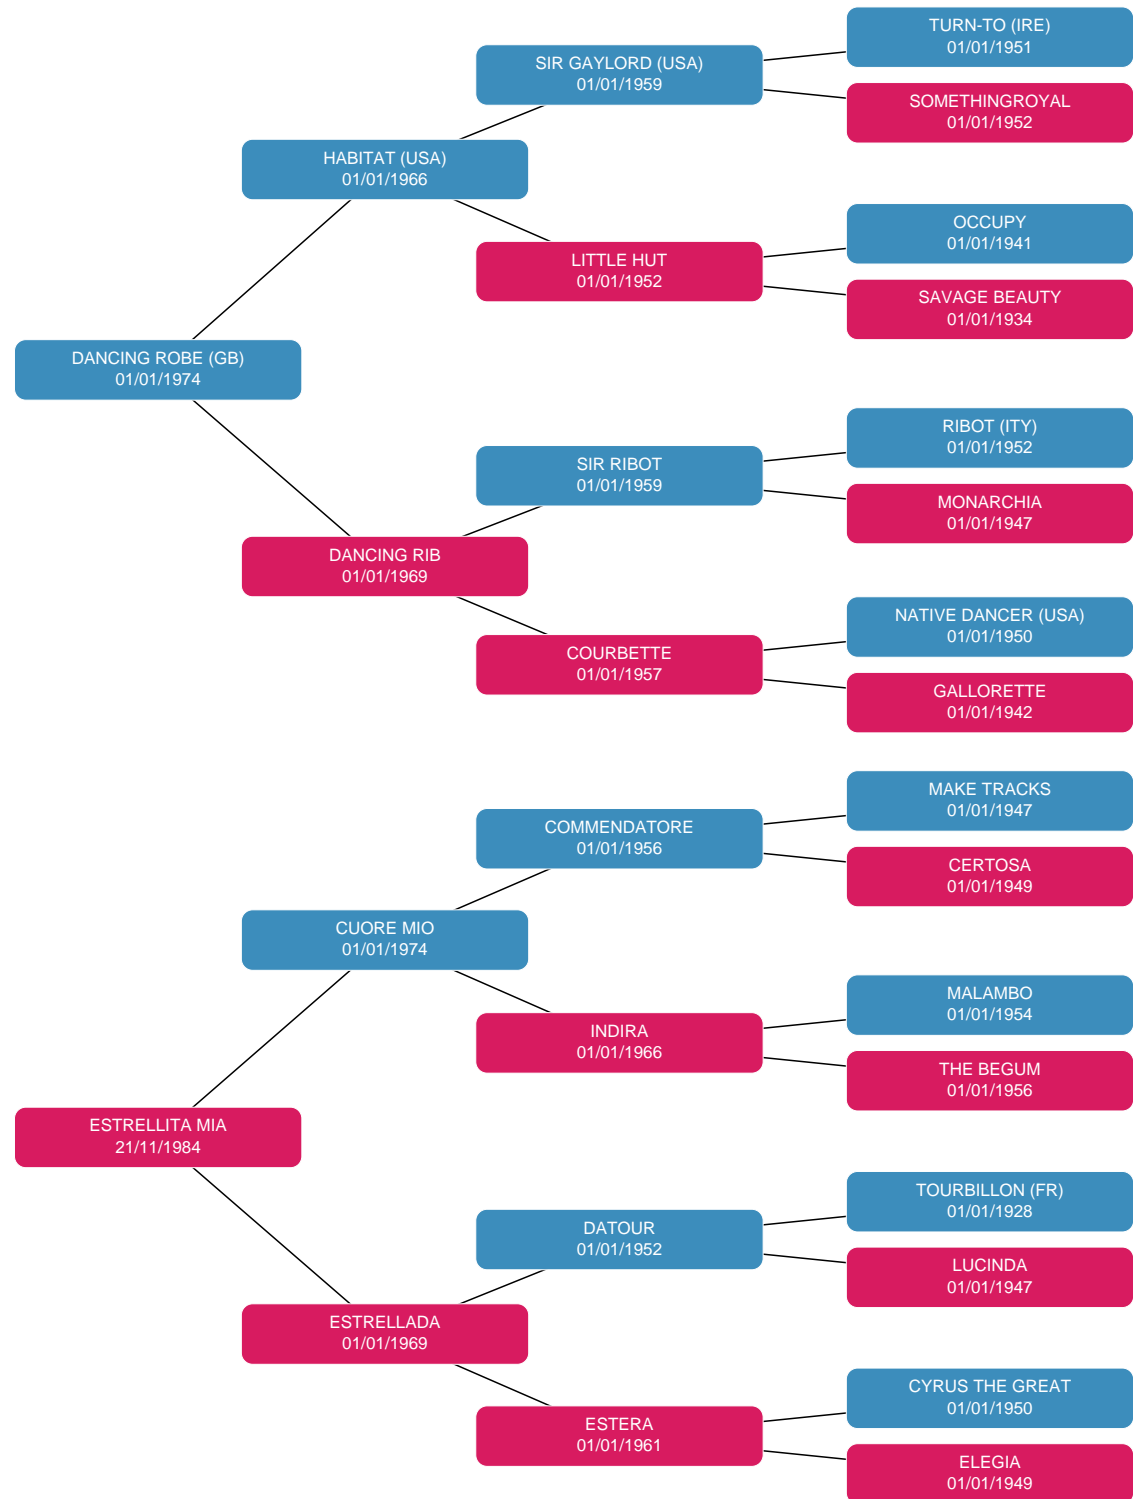 TURN-TO (IRE)
01/01/1951
SIR GAYLORD (USA)
01/01/1959
SOMETHINGROYAL
01/01/1952
HABITAT (USA)
01/01/1966
OCCUPY
01/01/1941
LITTLE HUT
01/01/1952
SAVAGE BEAUTY
01/01/1934
DANCING ROBE (GB)
01/01/1974
RIBOT (ITY)
01/01/1952
SIR RIBOT
01/01/1959
MONARCHIA
01/01/1947
DANCING RIB
01/01/1969
NATIVE DANCER (USA)
01/01/1950
COURBETTE
01/01/1957
GALLORETTE
01/01/1942
MAKE TRACKS
01/01/1947
COMMENDATORE
01/01/1956
CERTOSA
01/01/1949
CUORE MIO
01/01/1974
MALAMBO
01/01/1954
INDIRA
01/01/1966
THE BEGUM
01/01/1956
ESTRELLITA MIA
21/11/1984
TOURBILLON (FR)
01/01/1928
DATOUR
01/01/1952
LUCINDA
01/01/1947
ESTRELLADA
01/01/1969
CYRUS THE GREAT
01/01/1950
ESTERA
01/01/1961
ELEGIA
01/01/1949